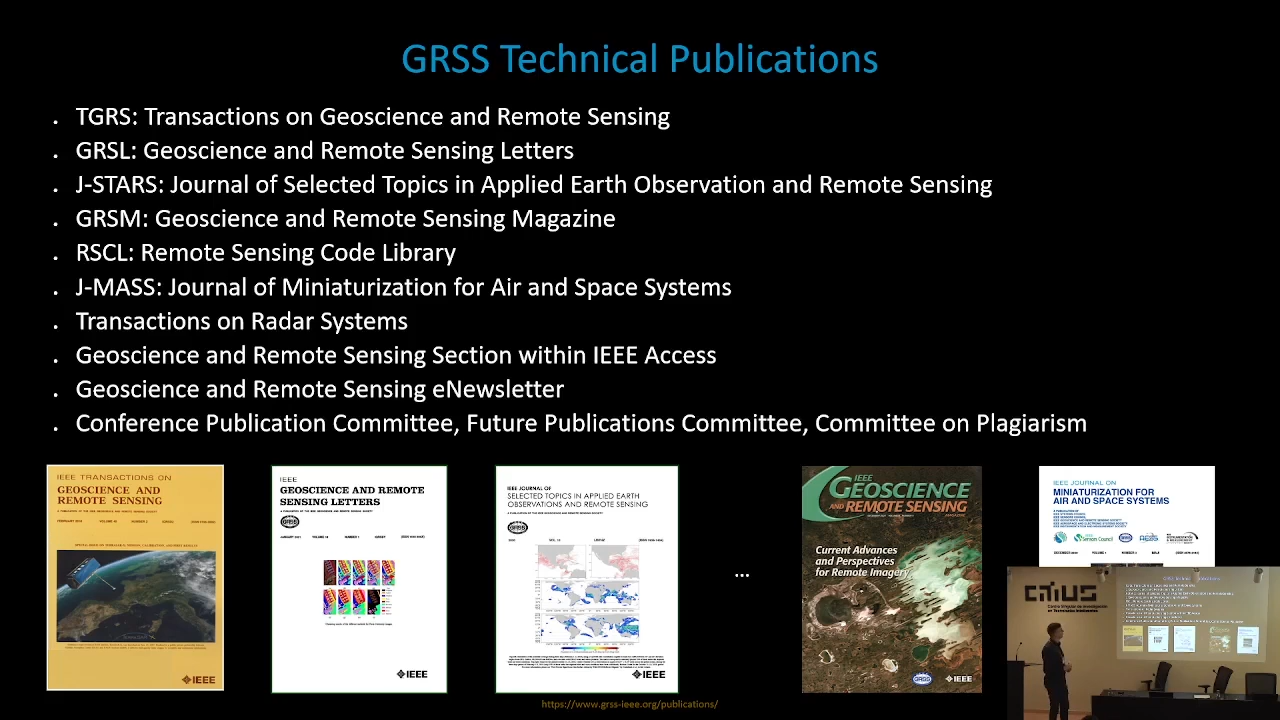 GRSS Technical Publications
TGRS: Transactions on Geoscience and Remote Sensing
GRSL: Geoscience and Remote Sensing Letters
J-STARS: Journal of Selected Topics in Applied Earth Observation and Remote Sensing
GRSM: Geoscience and Remote Sensing Magazine
RSCL: Remote Sensing Code Library
J-MASS: Journal of Miniaturization for Air and Space Systems
Transactions on Radar Systems
Geoscience and Remote Sensing Section within IEEE Access
Geoscience and Remote Sensing eNewsletter
Conference Publication Committee, Future Publications Committee, Committee on Plagiarism
IEEE TRANSACTIONS ON
GEOSCIENCE AND
REMOTE SENSING
IEEE
IEEE
GEOSCIENCE AND REMOTE
SENSING LETTERS
IEEE
IEEE JOURNAL OF
SELECTED TOPICS IN APPLIED EARTH
OBSERVATIONS AND REMOTE SENSING
IEEE
...
IEEE
GEOSCIENCE
AND REMOTE SENSING
Current Advances
and Perspectives
for Remote Imagery
IEEE
IEEE JOURNAL ON
MINIATURIZATION FOR
AIR AND SPACE SYSTEMS
CITIUS
https://www.grss-ieee.org/publications/